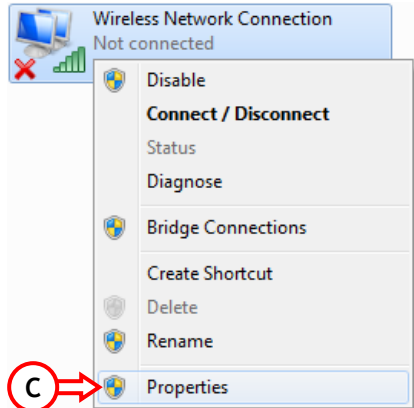 Wireless Network Connection
Not connected
Disable
Connect / Disconnect
Status
Diagnose
Bridge Connections
Create Shortcut
Delete
Rename
C
Properties